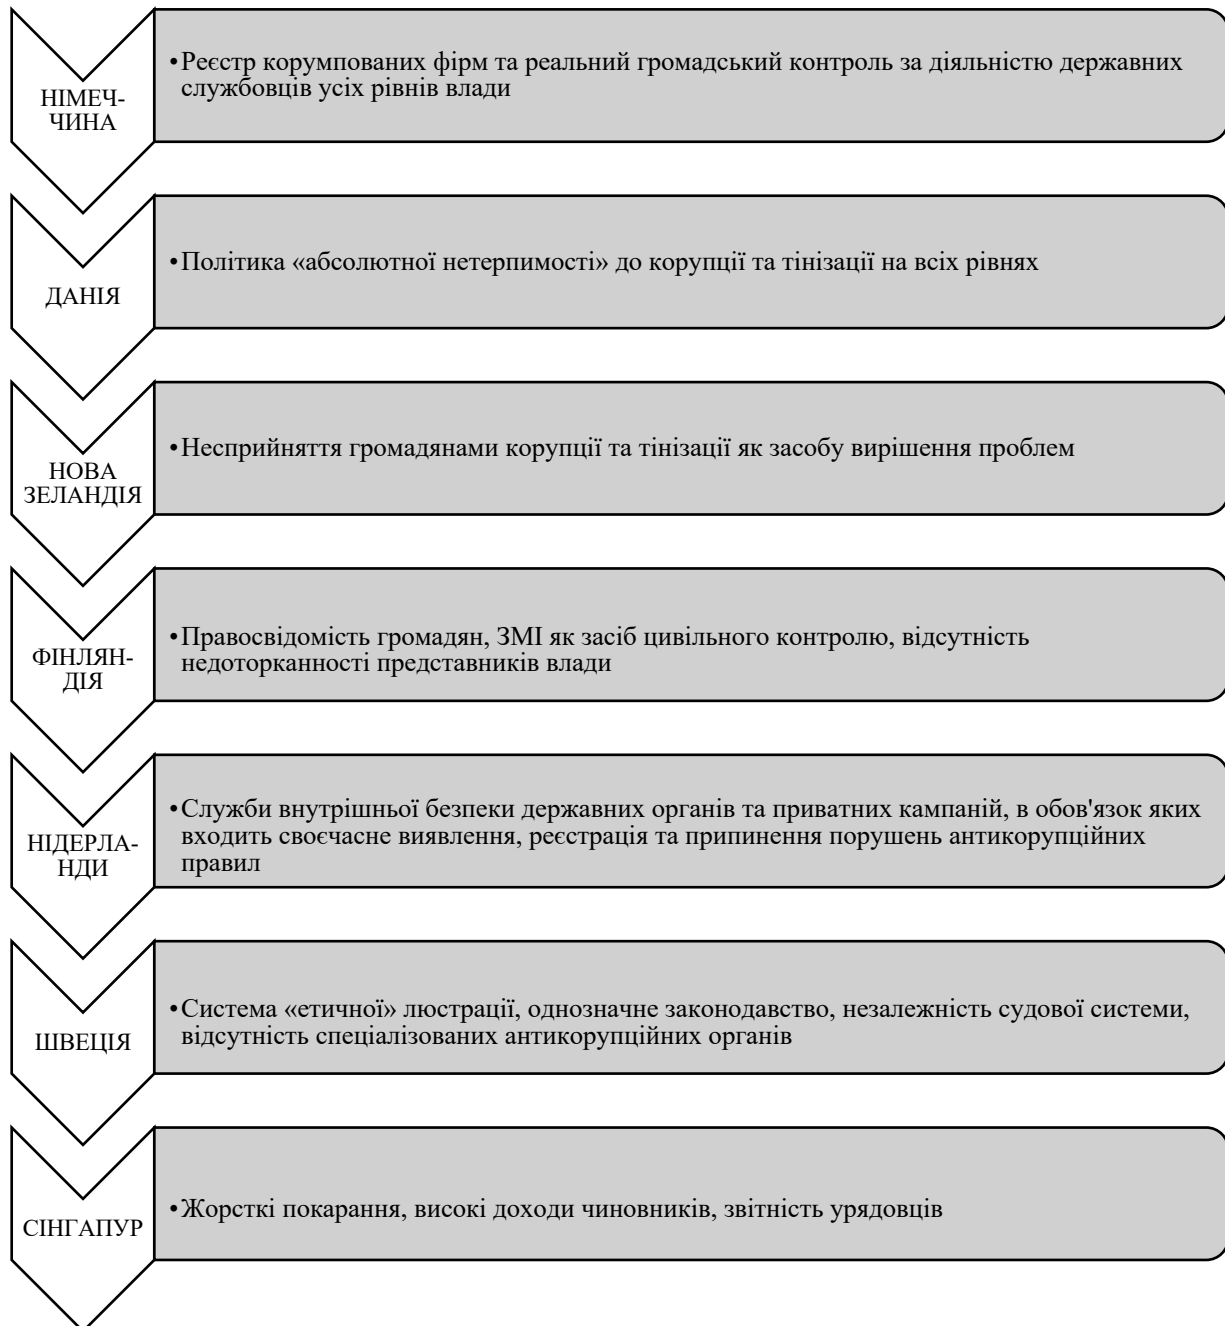 НІМЕЧ-
ЧИНА
•Реєстр корумпованих фірм та реальний громадський контроль за діяльністю державних
службовців усіх рівнів влади
ДАНІЯ
•Політика «абсолютної нетерпимості» до корупції та тінізації на всіх рівнях
НОВА
ЗЕЛАНДІЯ
•Несприйняття громадянами корупції та тінізації як засобу вирішення проблем
ФІНЛЯН-
ДІЯ
•Правосвідомість громадян, ЗМІ як засіб цивільного контролю, відсутність
недоторканності представників влади
НІДЕРЛА-
НДИ
•Служби внутрішньої безпеки державних органів та приватних кампаній, в обов'язок яких
входить своєчасне виявлення, реєстрація та припинення порушень антикорупційних
правил
ШВЕЦІЯ
•Система «етичної» люстрації, однозначне законодавство, незалежність судової системи,
відсутність спеціалізованих антикорупційних органів
СІНГАПУР
•Жорсткі покарання, високі доходи чиновників, звітність урядовців